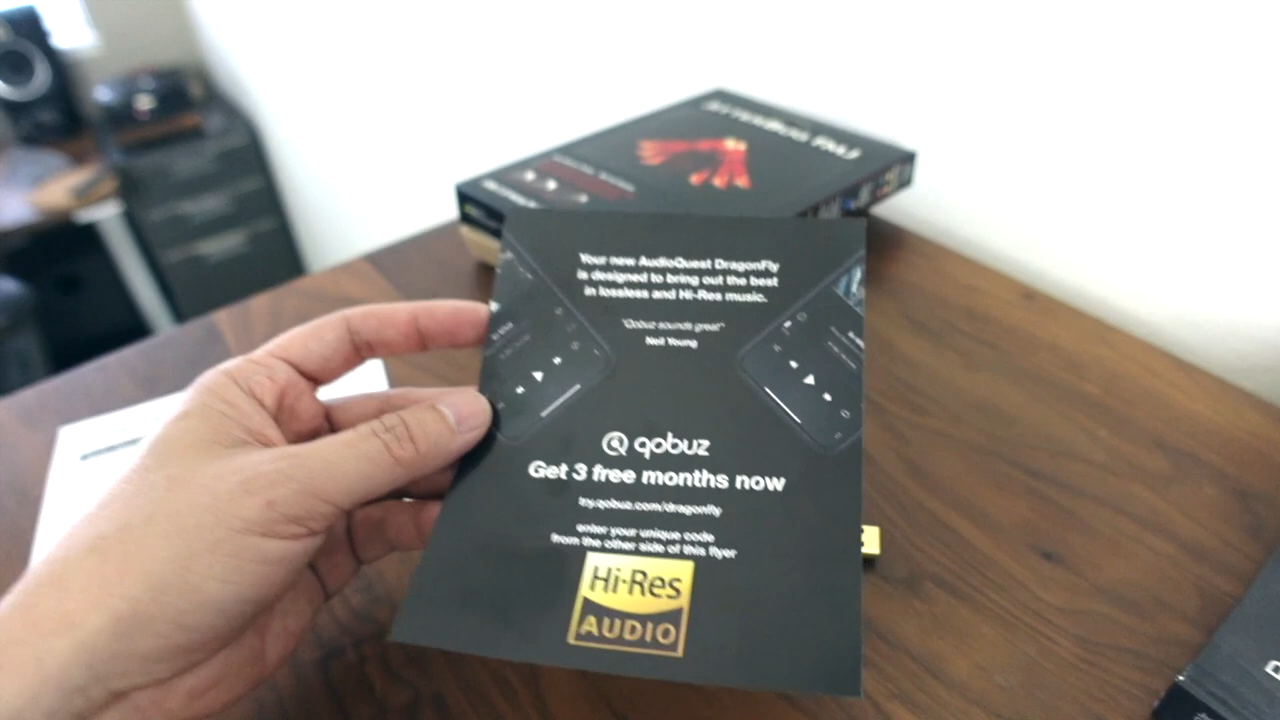 Your new AudioQuest DragonFly
is designed to bring out the best
in lossless and Hi-Res music.
"Qobuz sounds great"
Neil Young
qobuz
Get 3 free months now
try.qobuz.com/dragonfly
enter your unique code
from the other side of this flyer
Hi-Res
AUDIO